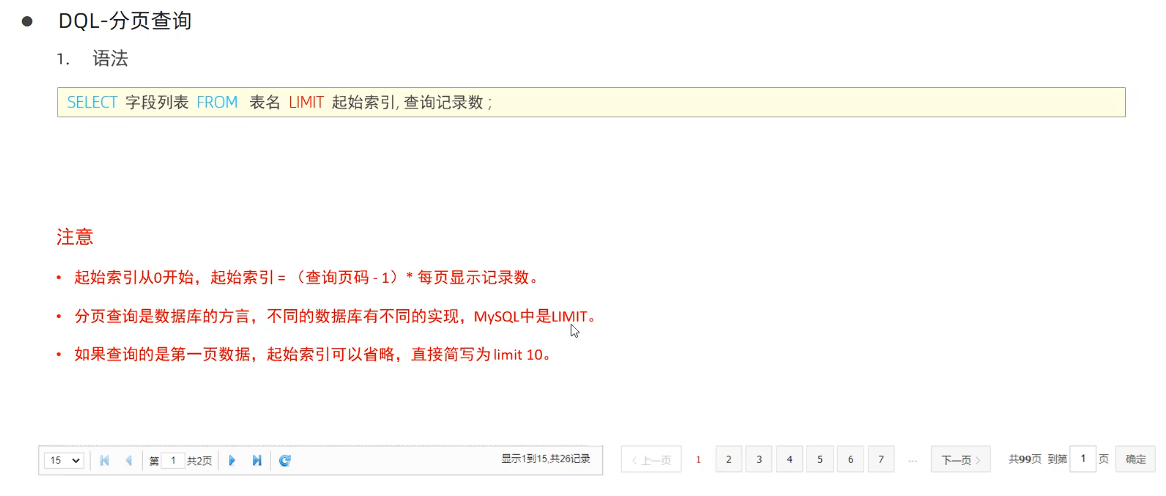 ● DQL-分页查询
1. 语法
SELECT 字段列表 FROM 表名 LIMIT 起始索引, 查询记录数 ;
注意
• 起始索引从0开始，起始索引 = （查询页码 - 1）* 每页显示记录数。
• 分页查询是数据库的方言，不同的数据库有不同的实现，MySQL中是LIMIT。
• 如果查询的是第一页数据，起始索引可以省略，直接简写为 limit 10。
15 第 1 共2页 显示1到15,共26记录 < 上一页 1 2 3 4 5 6 7 ... 下一页 > 共99页 到第 1 页 确定